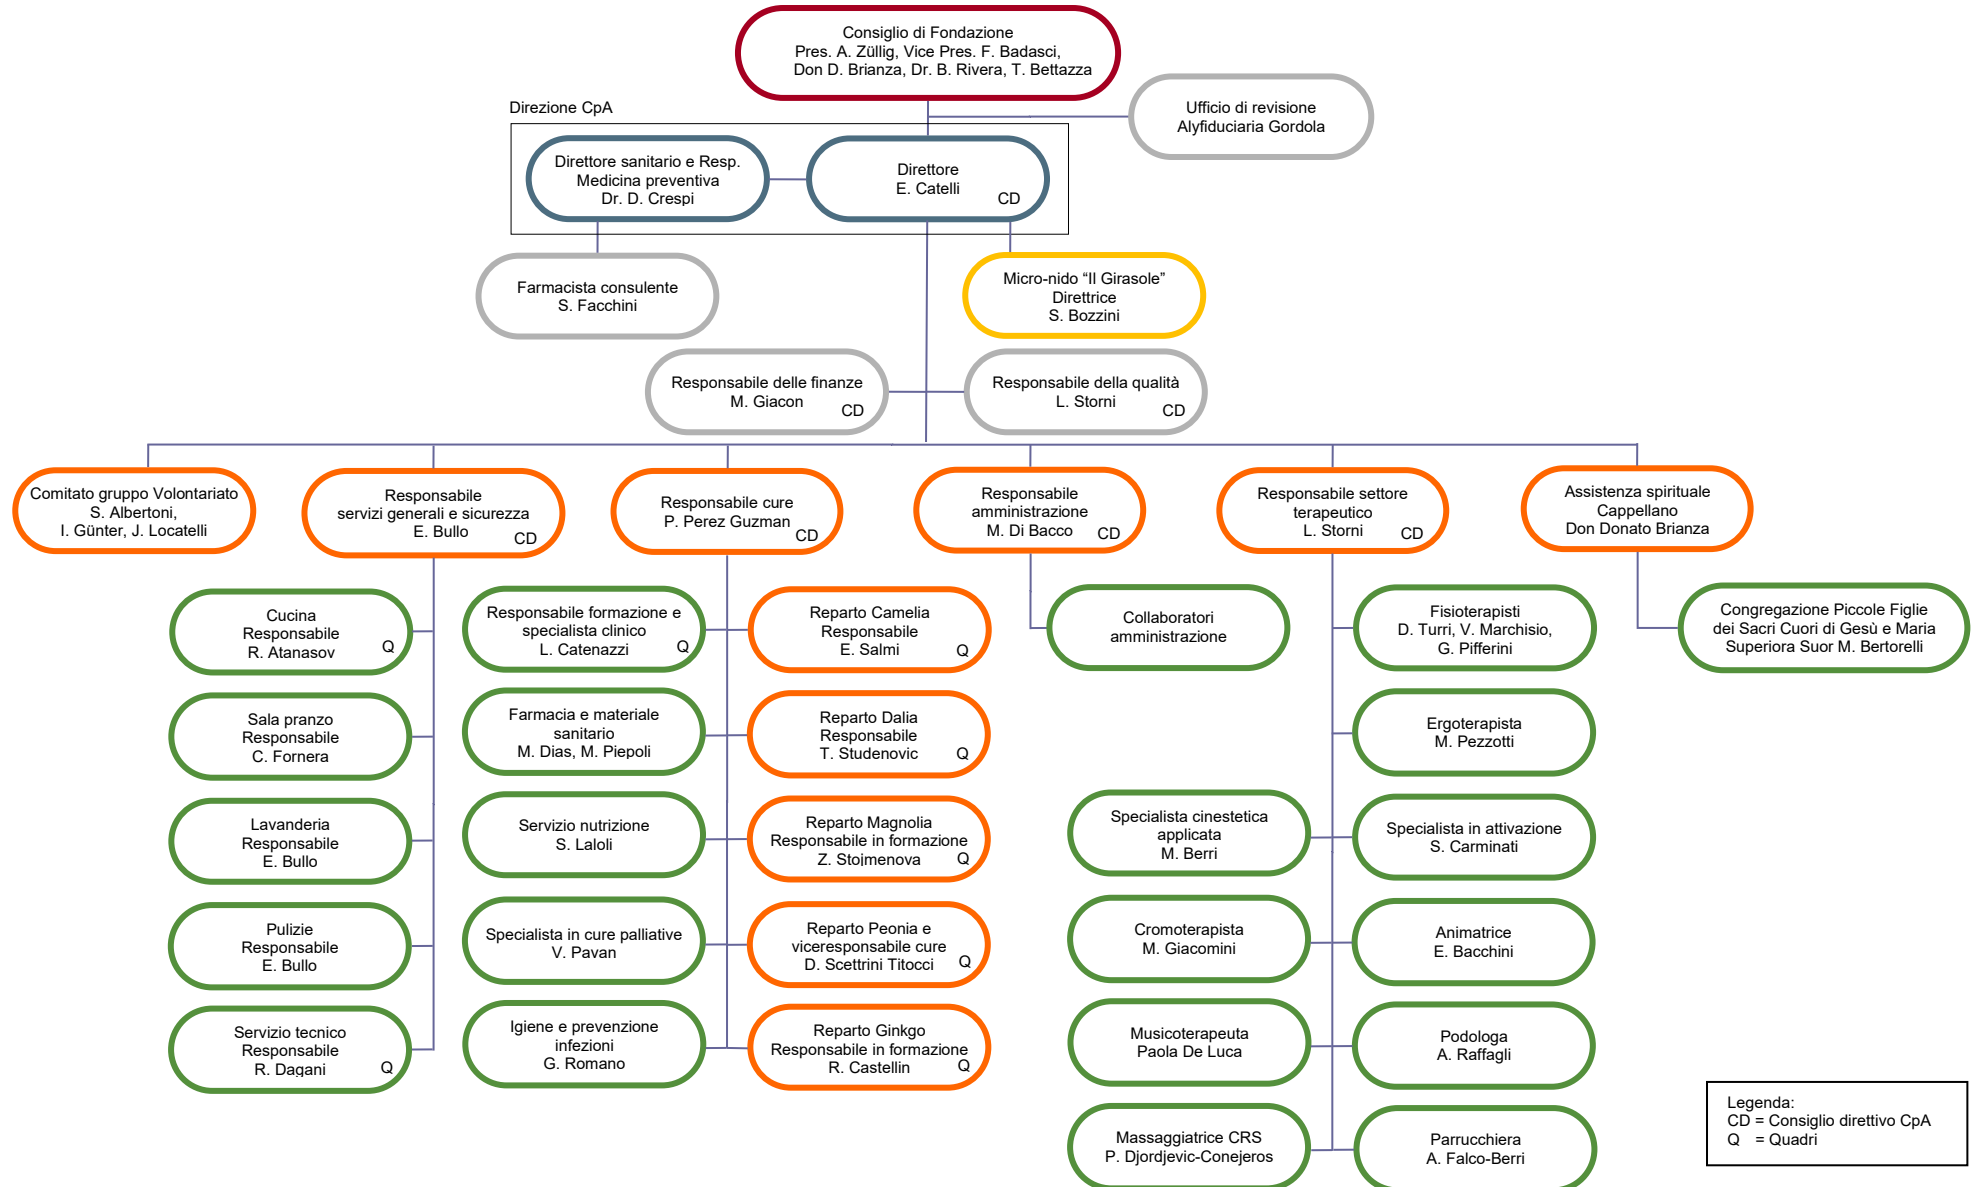 Consiglio di Fondazione
Pres. A. Züllig, Vice Pres. F. Badasci,
Don D. Brianza, Dr. B. Rivera, T. Bettazza
Ufficio di revisione
Alyfiduciaria Gordola
Direzione CpA
Direttore sanitario e Resp.
Medicina preventiva
Dr. D. Crespi
Direttore
E. Catelli
CD
Farmacista consulente
S. Facchini
Micro-nido “Il Girasole”
Direttrice
S. Bozzini
Responsabile delle finanze
M. Giacon
CD
Responsabile della qualità
L. Storni
CD
Comitato gruppo Volontariato
S. Albertoni,
I. Günter, J. Locatelli
Responsabile
servizi generali e sicurezza
E. Bullo
CD
Responsabile cure
P. Perez Guzman
CD
Responsabile
amministrazione
M. Di Bacco
CD
Responsabile settore
terapeutico
L. Storni
CD
Assistenza spirituale
Cappellano
Don Donato Brianza
Cucina
Responsabile
R. Atanasov
Q
Sala pranzo
Responsabile
C. Fornera
Lavanderia
Responsabile
E. Bullo
Pulizie
Responsabile
E. Bullo
Servizio tecnico
Responsabile
R. Dagani
Q
Responsabile formazione e
specialista clinico
L. Catenazzi
Q
Farmacia e materiale
sanitario
M. Dias, M. Piepoli
Servizio nutrizione
S. Laloli
Specialista in cure palliative
V. Pavan
Igiene e prevenzione
infezioni
G. Romano
Reparto Camelia
Responsabile
E. Salmi
Q
Reparto Dalia
Responsabile
T. Studenovic
Q
Reparto Magnolia
Responsabile in formazione
Z. Stojmenova
Q
Reparto Peonia e
viceresponsabile cure
D. Scettrini Titocci
Q
Reparto Ginkgo
Responsabile in formazione
R. Castellin
Q
Collaboratori
amministrazione
Fisioterapisti
D. Turri, V. Marchisio,
G. Pifferini
Ergoterapista
M. Pezzotti
Specialista cinestetica
applicata
M. Berri
Specialista in attivazione
S. Carminati
Cromoterapista
M. Giacomini
Animatrice
E. Bacchini
Musicoterapeuta
Paola De Luca
Podologa
A. Raffagli
Massaggiatrice CRS
P. Djordjevic-Conejeros
Parrucchiera
A. Falco-Berri
Congregazione Piccole Figlie
dei Sacri Cuori di Gesù e Maria
Superiora Suor M. Bertorelli
Legenda:
CD = Consiglio direttivo CpA
Q = Quadri